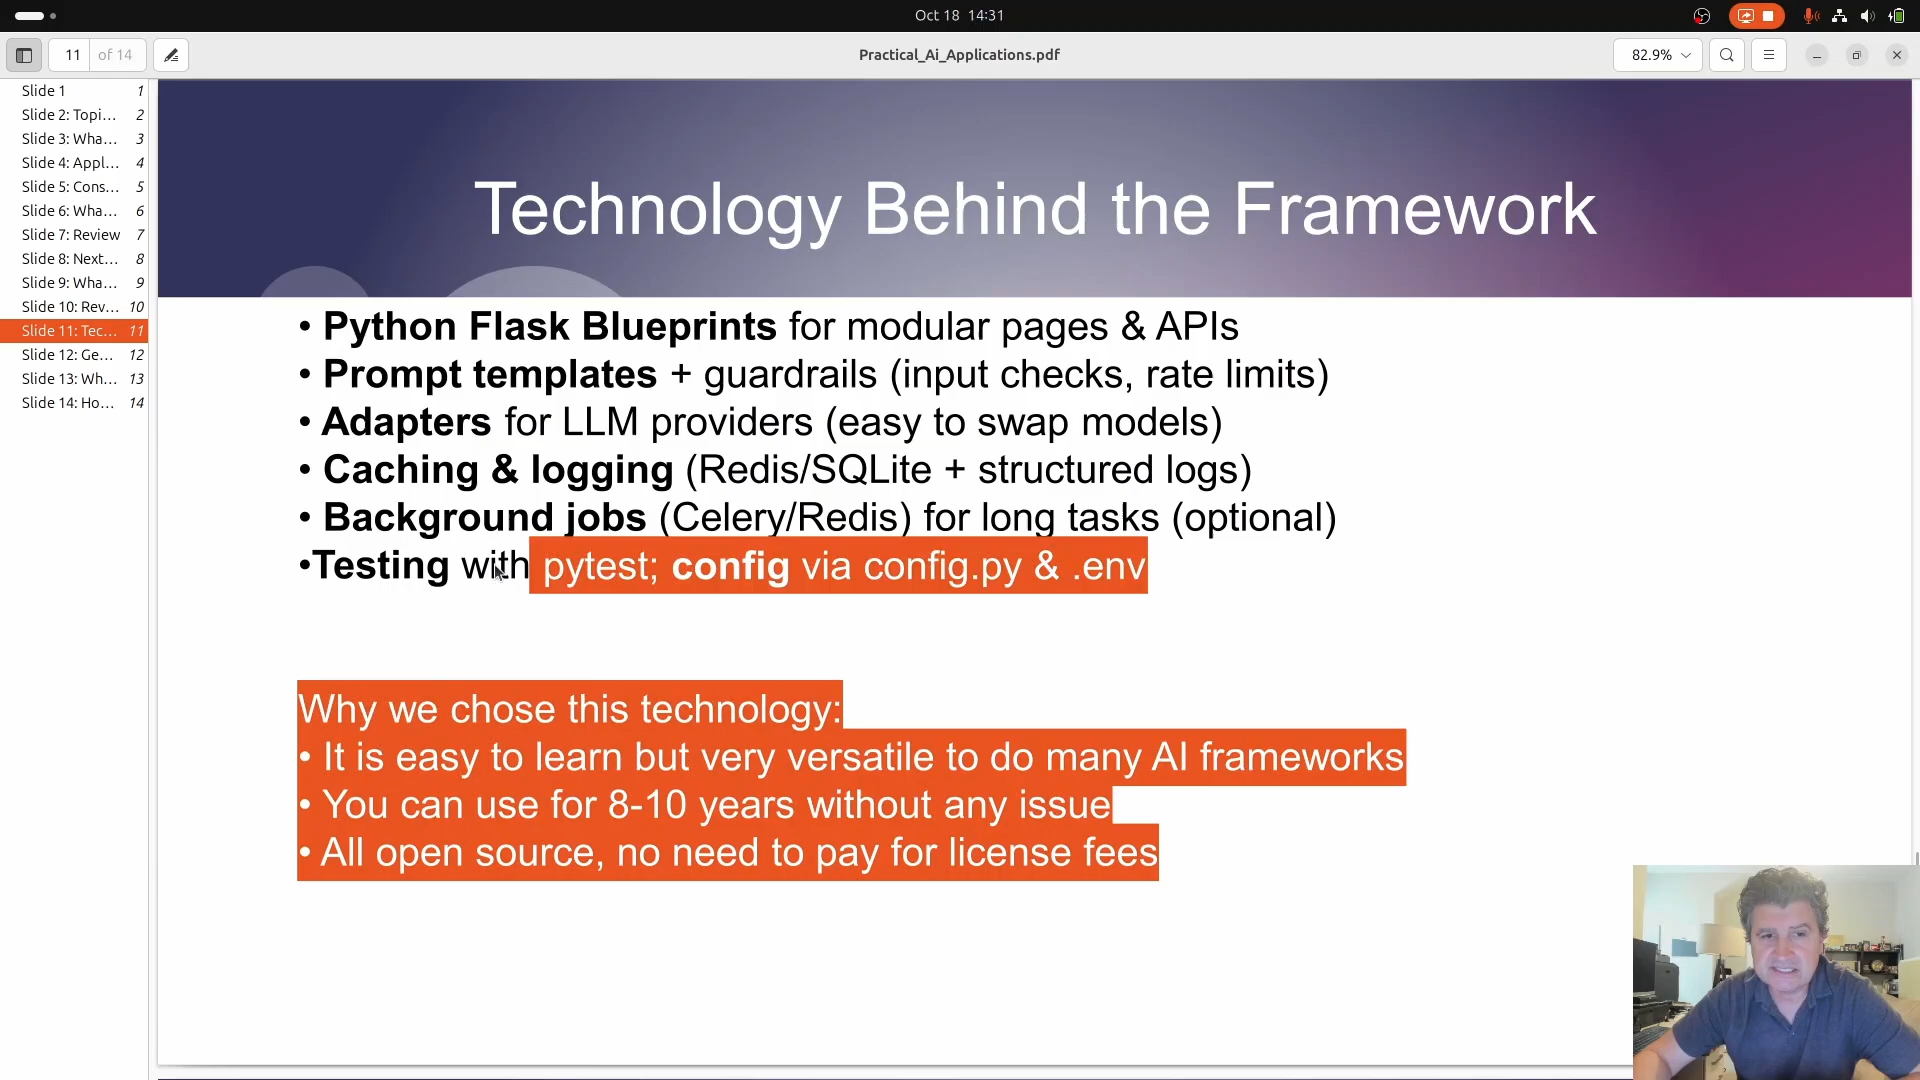 Oct 18 14:31
11 of 14
Practical_Ai_Applications.pdf
82.9%
Slide 1 1
Slide 2: Topi... 2
Slide 3: Wha... 3
Slide 4: Appl... 4
Slide 5: Cons... 5
Slide 6: Wha... 6
Slide 7: Review 7
Slide 8: Next... 8
Slide 9: Wha... 9
Slide 10: Rev... 10
Slide 11: Tec... 11
Slide 12: Ge... 12
Slide 13: Wh... 13
Slide 14: Ho... 14
Technology Behind the Framework
• Python Flask Blueprints for modular pages & APIs
• Prompt templates + guardrails (input checks, rate limits)
• Adapters for LLM providers (easy to swap models)
• Caching & logging (Redis/SQLite + structured logs)
• Background jobs (Celery/Redis) for long tasks (optional)
•Testing with pytest; config via config.py & .env
Why we chose this technology:
• It is easy to learn but very versatile to do many AI frameworks
• You can use for 8-10 years without any issue
• All open source, no need to pay for license fees